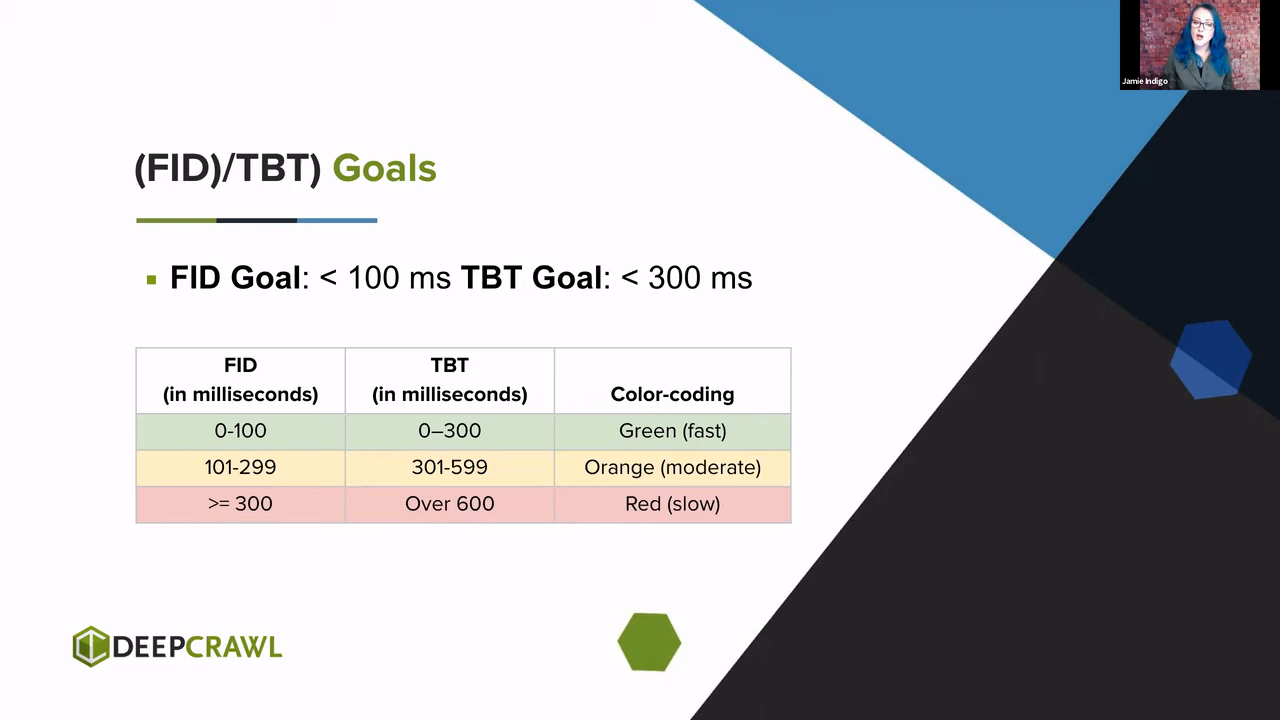 Jamie Indigo
(FID)/TBT) Goals
▪ FID Goal: < 100 ms TBT Goal: < 300 ms
FID (in milliseconds) TBT (in milliseconds) Color-coding
0-100 0–300 Green (fast)
101-299 301-599 Orange (moderate)
>= 300 Over 600 Red (slow)
DEEPCRAWL